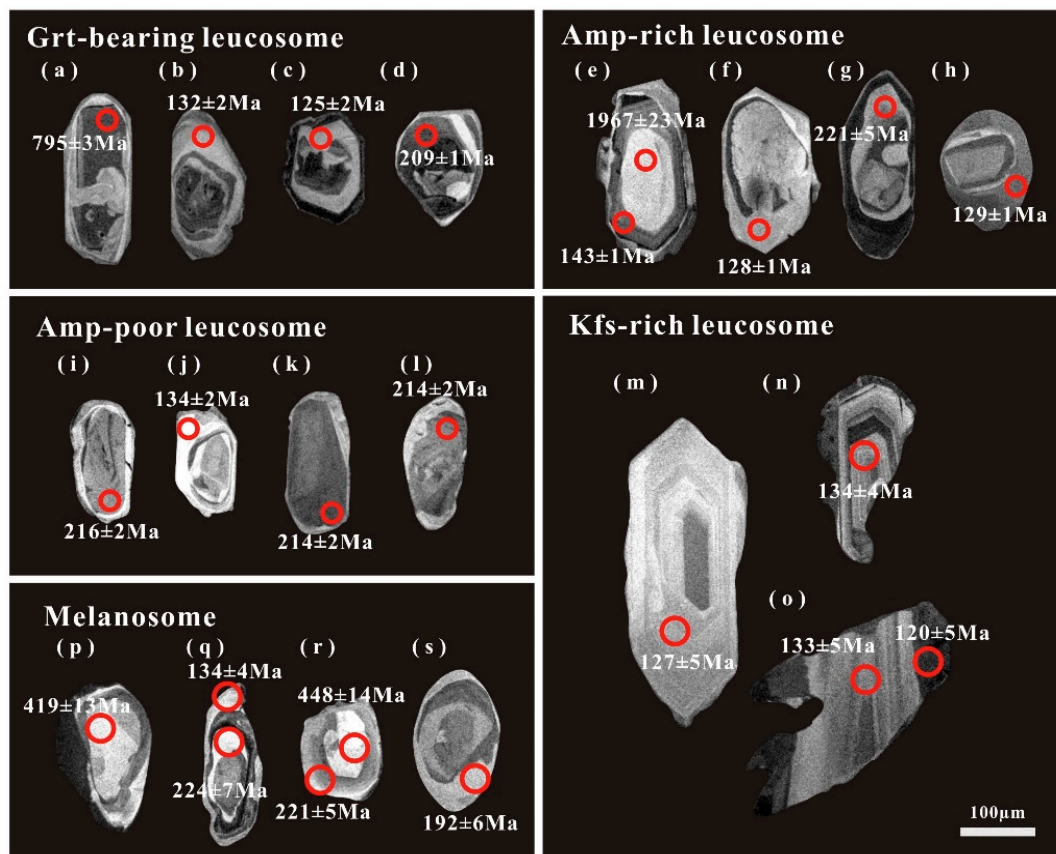 Grt-bearing leucosome
(a)
(b)
(c)
(d)
795±3Ma
132±2Ma
125±2Ma
209±1Ma
Amp-rich leucosome
(e)
(f)
(g)
(h)
1967±23Ma
143±1Ma
128±1Ma
221±5Ma
129±1Ma
Amp-poor leucosome
(i)
(j)
(k)
(l)
216±2Ma
134±2Ma
214±2Ma
214±2Ma
Kfs-rich leucosome
(m)
(n)
(o)
127±5Ma
134±4Ma
133±5Ma
120±5Ma
100µm
Melanosome
(p)
(q)
(r)
(s)
419±13Ma
134±4Ma
224±7Ma
448±14Ma
221±5Ma
192±6Ma